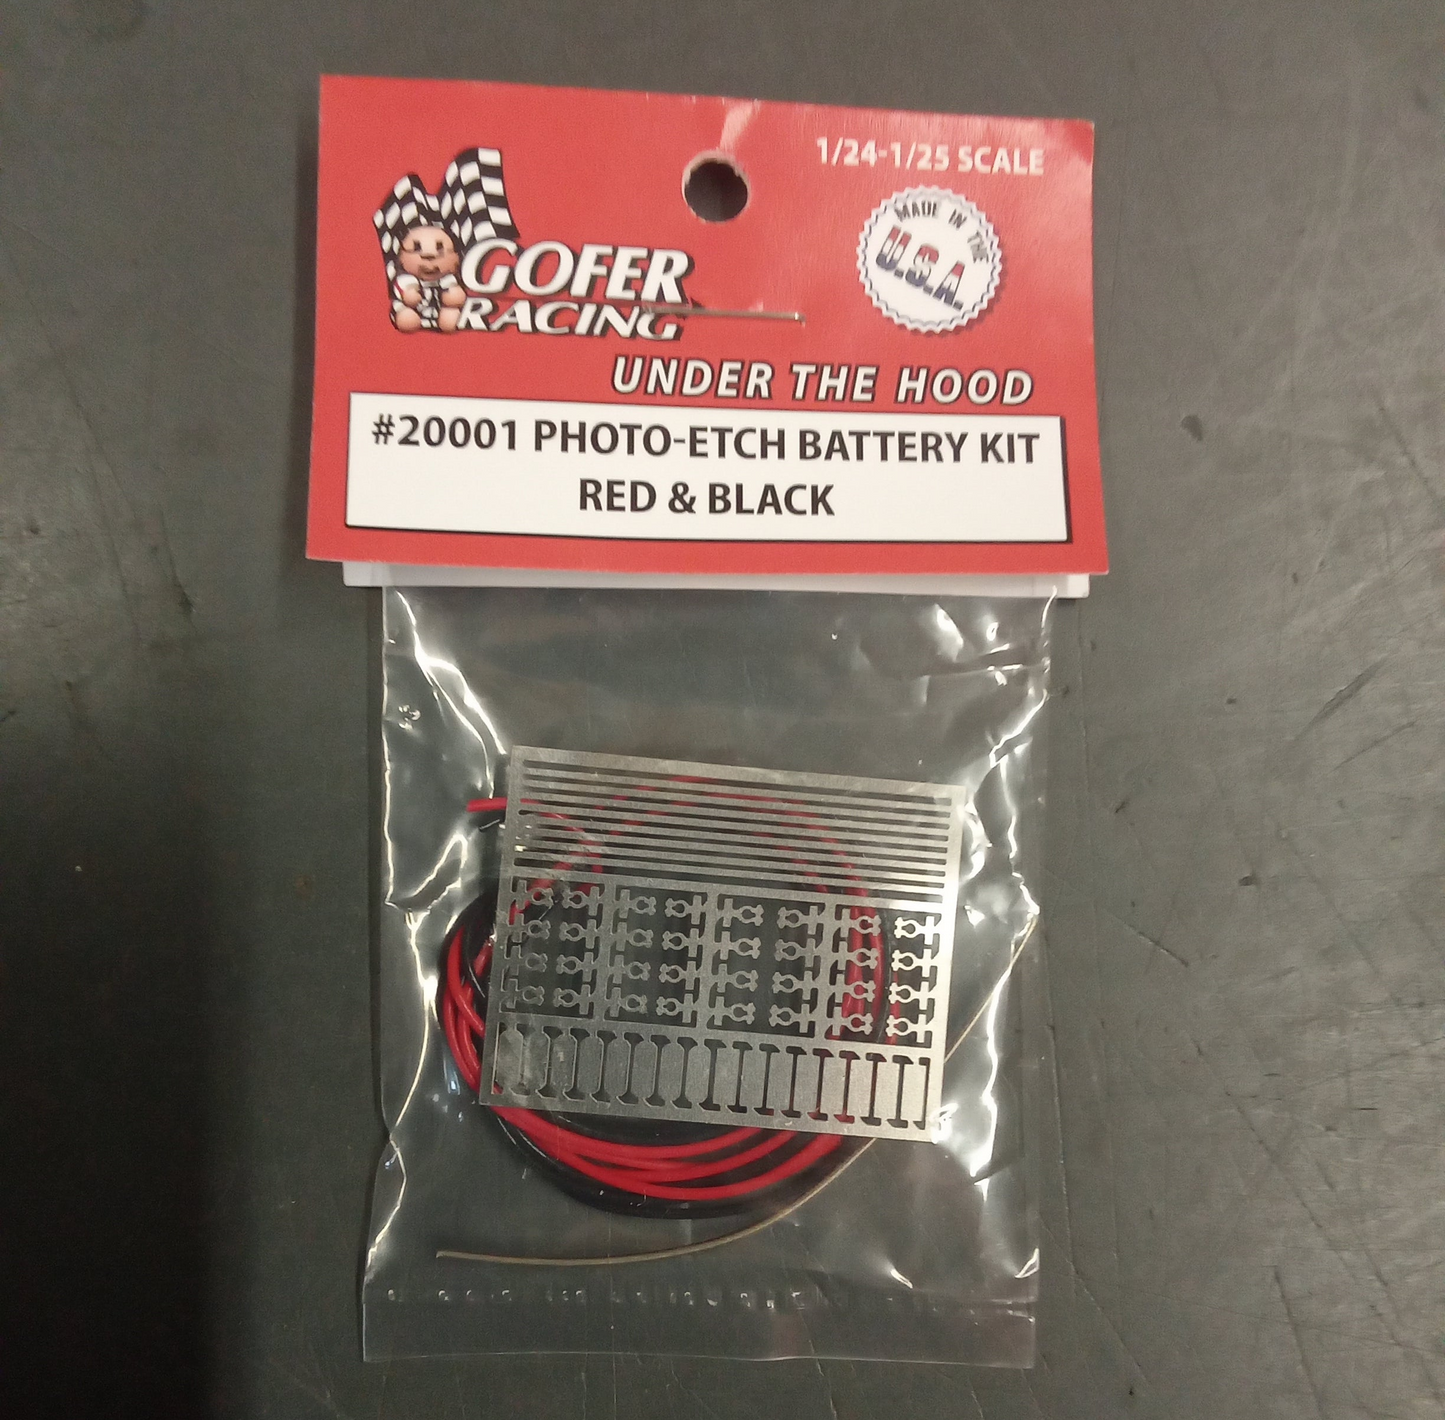 1/24-1/25 SCALE
MADE IN THE
U.S.A.
GOFER
RACING
UNDER THE HOOD
#20001 PHOTO-ETCH BATTERY KIT
RED & BLACK